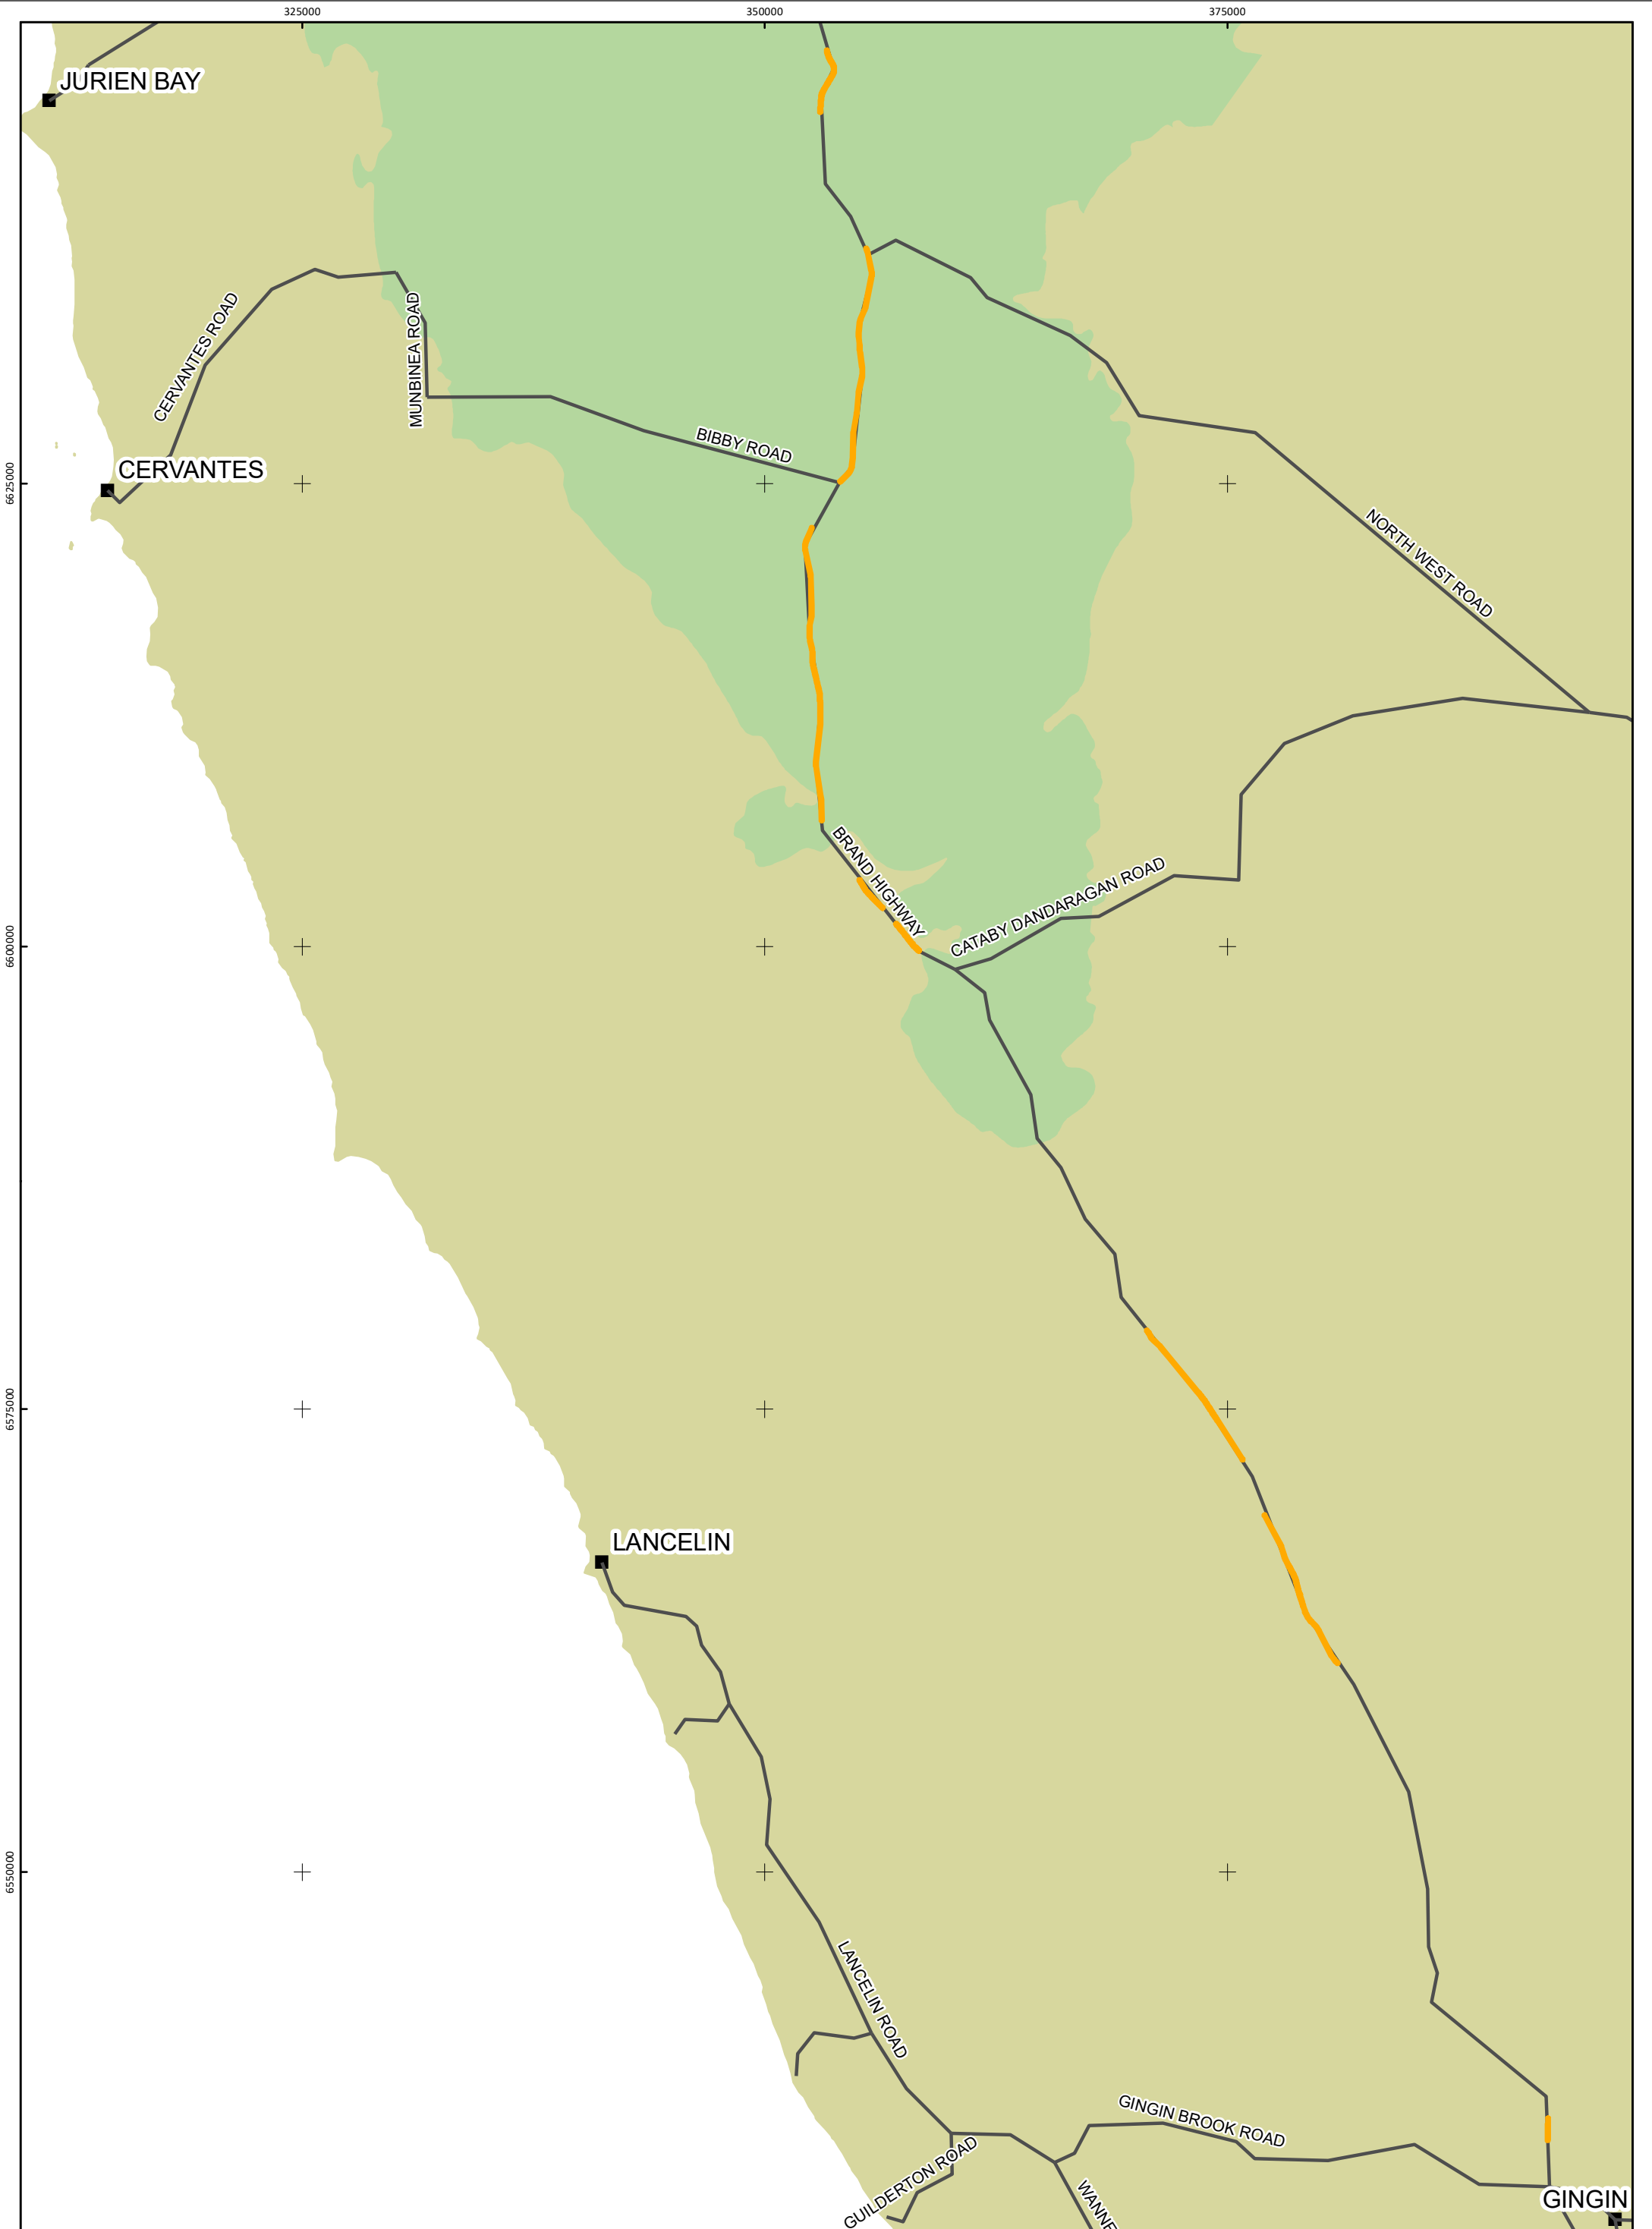 325000
350000
375000
JURIEN BAY
CERVANTES ROAD
MUNBINEA ROAD
BIBBY ROAD
CERVANTES
6625000
NORTH WEST ROAD
BRAND HIGHWAY
CATABY DANDARAGAN ROAD
6600000
6575000
LANCELIN
6550000
LANCELIN ROAD
GINGIN BROOK ROAD
GUILDERTON ROAD
WANNE
GINGIN